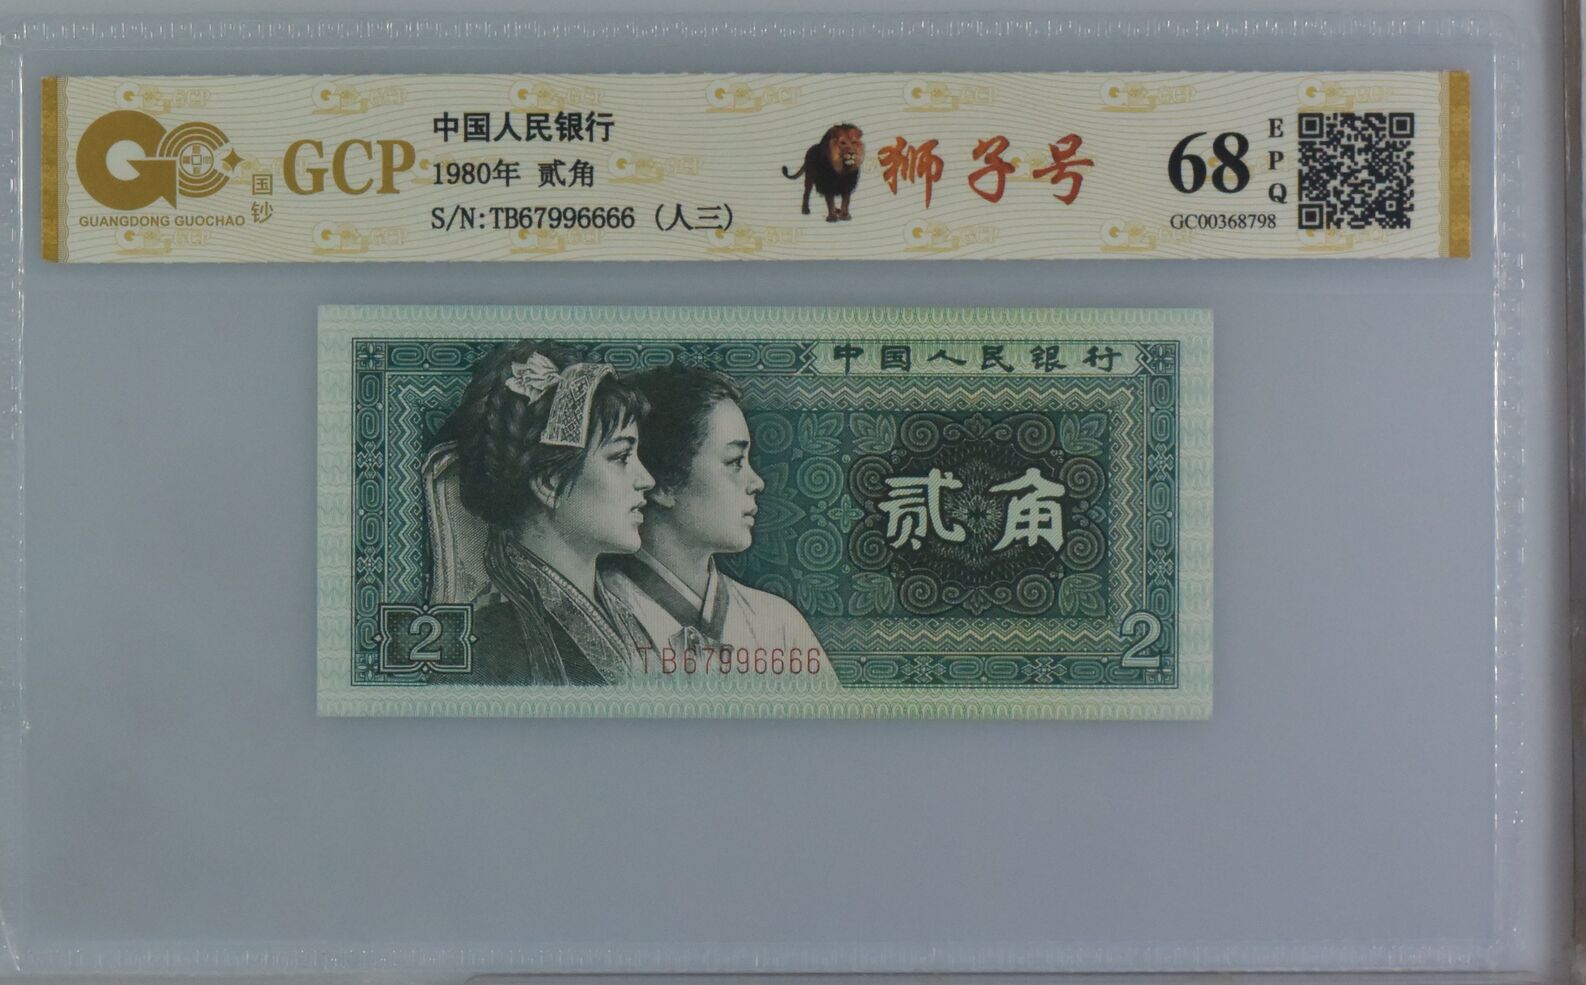 GUANGDONG GUOCHAO
国钞
GCP
中国人民银行
1980年 贰角
S/N:TB67996666 (人三)
狮子号
68
EPQ
GC00368798
中国人民银行
贰角
2
TB67996666
2